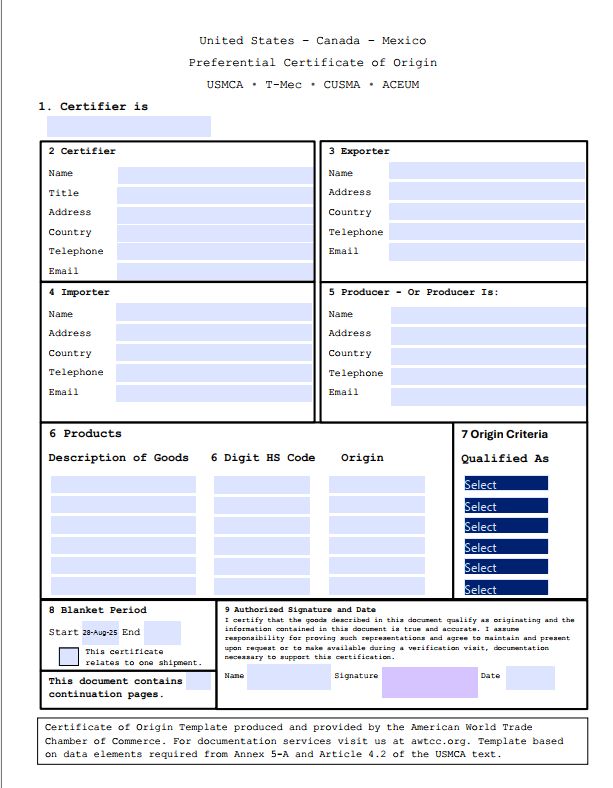 United States – Canada – Mexico
Preferential Certificate of Origin
USMCA • T-Mec • CUSMA • ACEUM
1. Certifier is
2 Certifier
Name
Title
Address
Country
Telephone
Email
3 Exporter
Name
Address
Country
Telephone
Email
4 Importer
Name
Address
Country
Telephone
Email
5 Producer - Or Producer Is:
Name
Address
Country
Telephone
Email
6 Products
Description of Goods 6 Digit HS Code Origin
7 Origin Criteria
Qualified As
Select
Select
Select
Select
Select
Select
8 Blanket Period
Start 28-Aug-25 End
This certificate
relates to one shipment.
This document contains
continuation pages.
9 Authorized Signature and Date
I certify that the goods described in this document qualify as originating and the
information contained in this document is true and accurate. I assume
responsibility for proving such representations and agree to maintain and present
upon request or to make available during a verification visit, documentation
necessary to support this certification.
Name Signature Date
Certificate of Origin Template produced and provided by the American World Trade
Chamber of Commerce. For documentation services visit us at awtcc.org. Template based
on data elements required from Annex 5-A and Article 4.2 of the USMCA text.